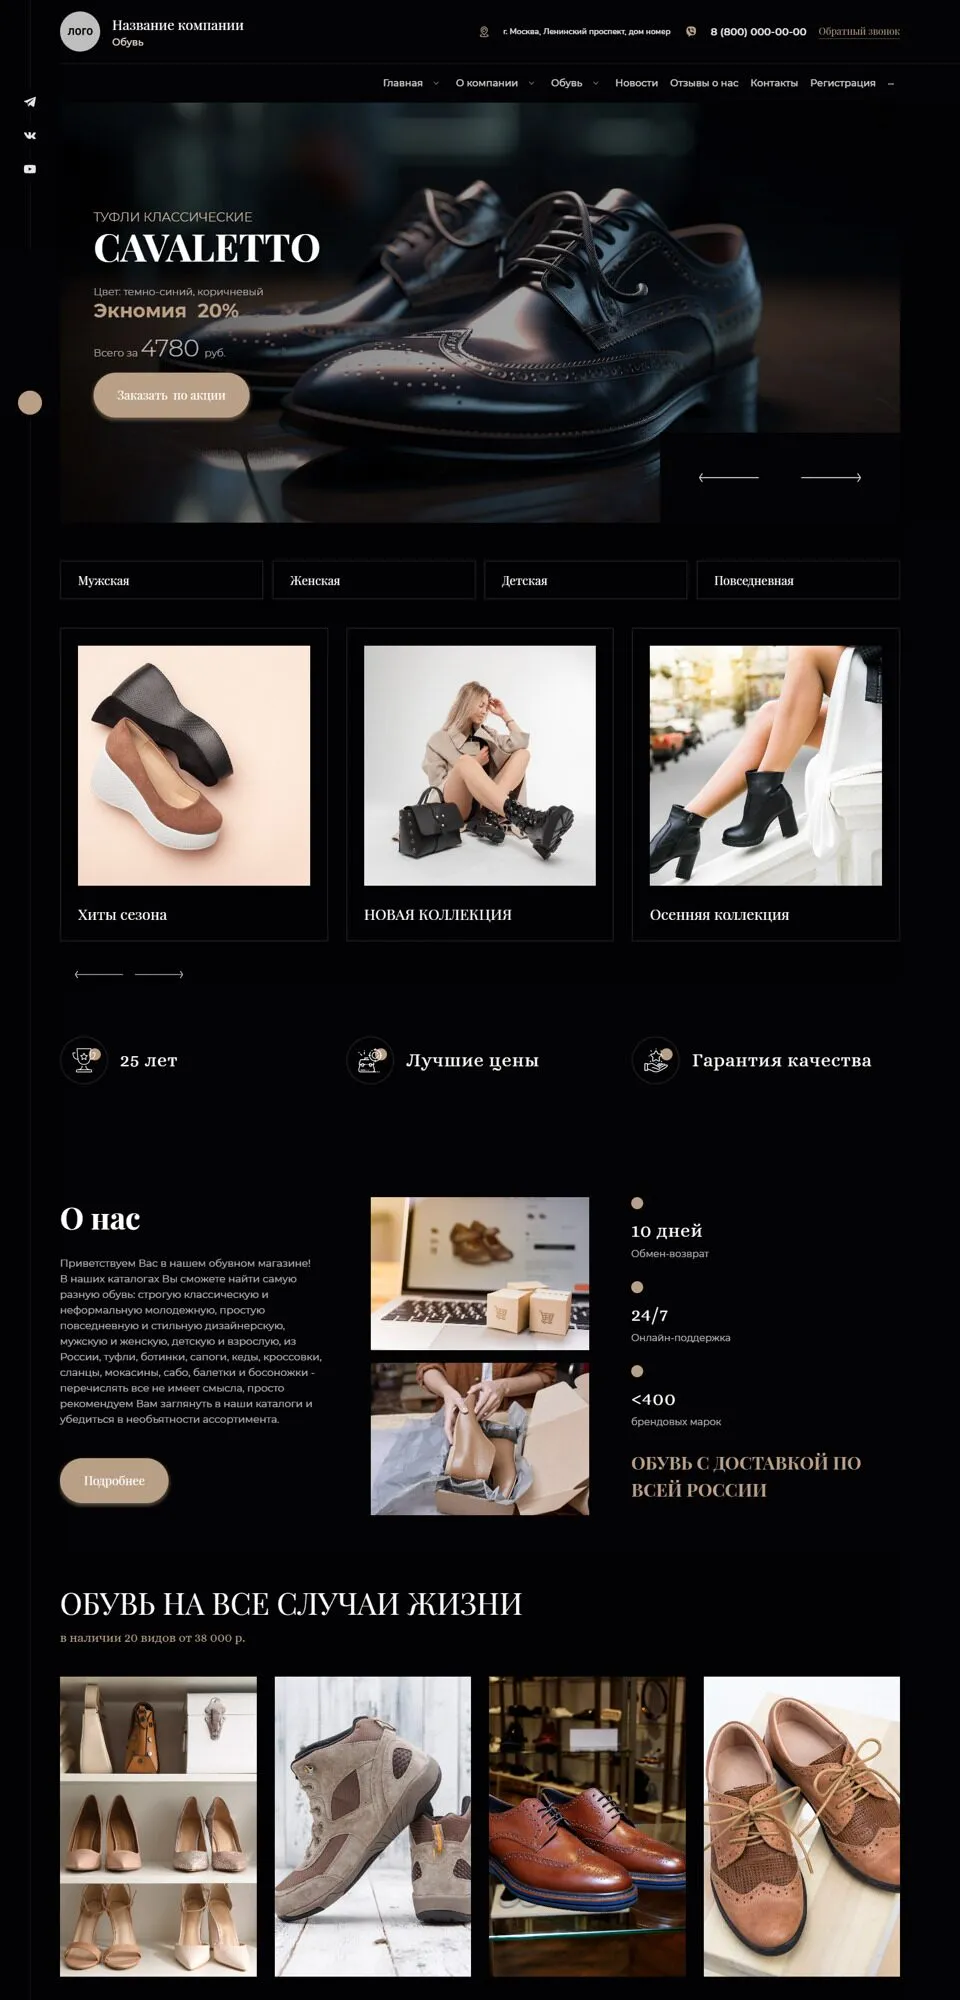 ЛОГО
Название компании
Обувь
г. Москва, Ленинский проспект, дом номер
8 (800) 000-00-00
Обратный звонок
Главная
О компании
Обувь
Новости
Отзывы о нас
Контакты
Регистрация
...
ТУФЛИ КЛАССИЧЕСКИЕ
CAVALETTO
Цвет: темно-синий, коричневый
Экномия 20%
Всего за 4780 руб.
Заказать по акции
Мужская
Женская
Детская
Повседневная
Хиты сезона
НОВАЯ КОЛЛЕКЦИЯ
Осенняя коллекция
25 лет
Лучшие цены
Гарантия качества
О нас
Приветствуем Вас в нашем обувном магазине!
В наших каталогах Вы сможете найти самую
разную обувь: строгую классическую и
неформальную молодежную, простую
повседневную и стильную дизайнерскую,
мужскую и женскую, детскую и взрослую, из
России, туфли, ботинки, сапоги, кеды, кроссовки,
сланцы, мокасины, сабо, балетки и босоножки -
перечислять все не имеет смысла, просто
рекомендуем Вам заглянуть в наши каталоги и
убедиться в необъятности ассортимента.
Подробнее
10 дней
Обмен-возврат
24/7
Онлайн-поддержка
<400
брендовых марок
ОБУВЬ С ДОСТАВКОЙ ПО
ВСЕЙ РОССИИ
ОБУВЬ НА ВСЕ СЛУЧАИ ЖИЗНИ
в наличии 20 видов от 38 000 р.